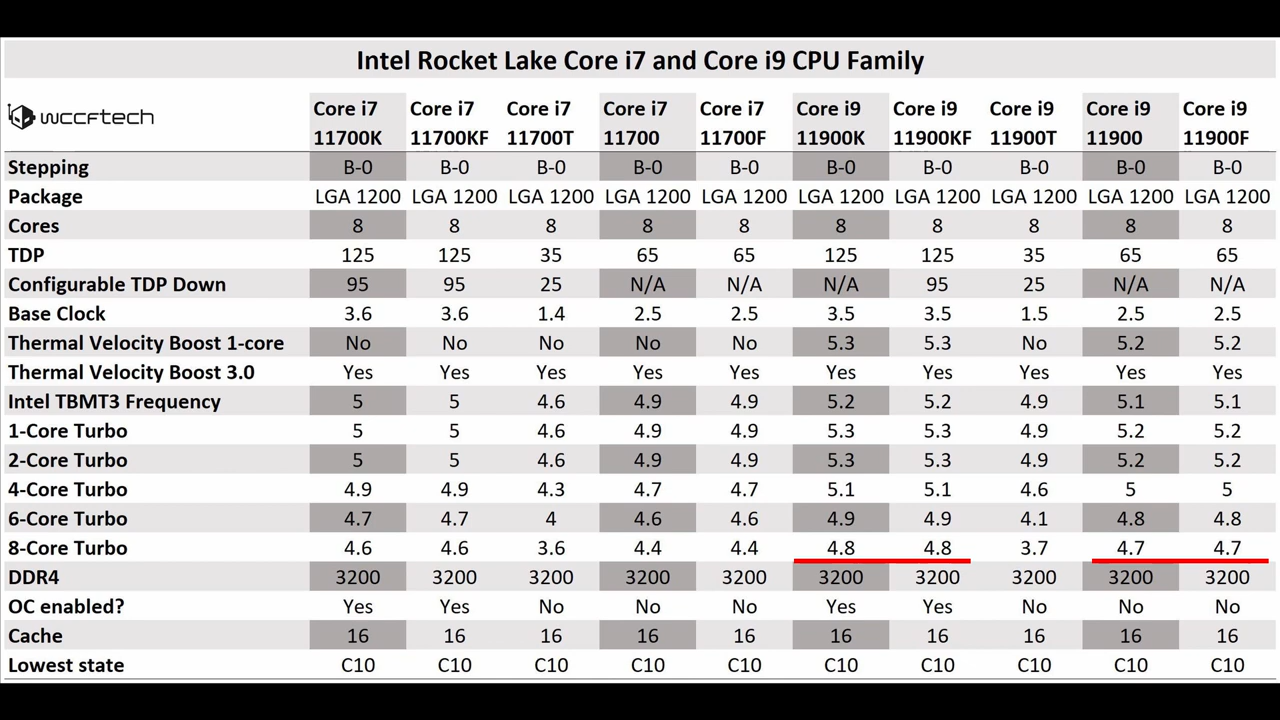 Intel Rocket Lake Core i7 and Core i9 CPU Family
wccftech
Core i7 Core i7 Core i7 Core i7 Core i7 Core i9 Core i9 Core i9 Core i9 Core i9
11700K 11700KF 11700T 11700 11700F 11900K 11900KF 11900T 11900 11900F
Stepping B-0 B-0 B-0 B-0 B-0 B-0 B-0 B-0 B-0 B-0
Package LGA 1200 LGA 1200 LGA 1200 LGA 1200 LGA 1200 LGA 1200 LGA 1200 LGA 1200 LGA 1200 LGA 1200
Cores 8 8 8 8 8 8 8 8 8 8
TDP 125 125 35 65 65 125 125 35 65 65
Configurable TDP Down 95 95 25 N/A N/A N/A 95 25 N/A N/A
Base Clock 3.6 3.6 1.4 2.5 2.5 3.5 3.5 1.5 2.5 2.5
Thermal Velocity Boost 1-core No No No No No 5.3 5.3 No 5.2 5.2
Thermal Velocity Boost 3.0 Yes Yes Yes Yes Yes Yes Yes Yes Yes Yes
Intel TBMT3 Frequency 5 5 4.6 4.9 4.9 5.2 5.2 4.9 5.1 5.1
1-Core Turbo 5 5 4.6 4.9 4.9 5.3 5.3 4.9 5.2 5.2
2-Core Turbo 5 5 4.6 4.9 4.9 5.3 5.3 4.9 5.2 5.2
4-Core Turbo 4.9 4.9 4.3 4.7 4.7 5.1 5.1 4.6 5 5
6-Core Turbo 4.7 4.7 4 4.6 4.6 4.9 4.9 4.1 4.8 4.8
8-Core Turbo 4.6 4.6 3.6 4.4 4.4 4.8 4.8 3.7 4.7 4.7
DDR4 3200 3200 3200 3200 3200 3200 3200 3200 3200 3200
OC enabled? Yes Yes No No No Yes Yes No No No
Cache 16 16 16 16 16 16 16 16 16 16
Lowest state C10 C10 C10 C10 C10 C10 C10 C10 C10 C10